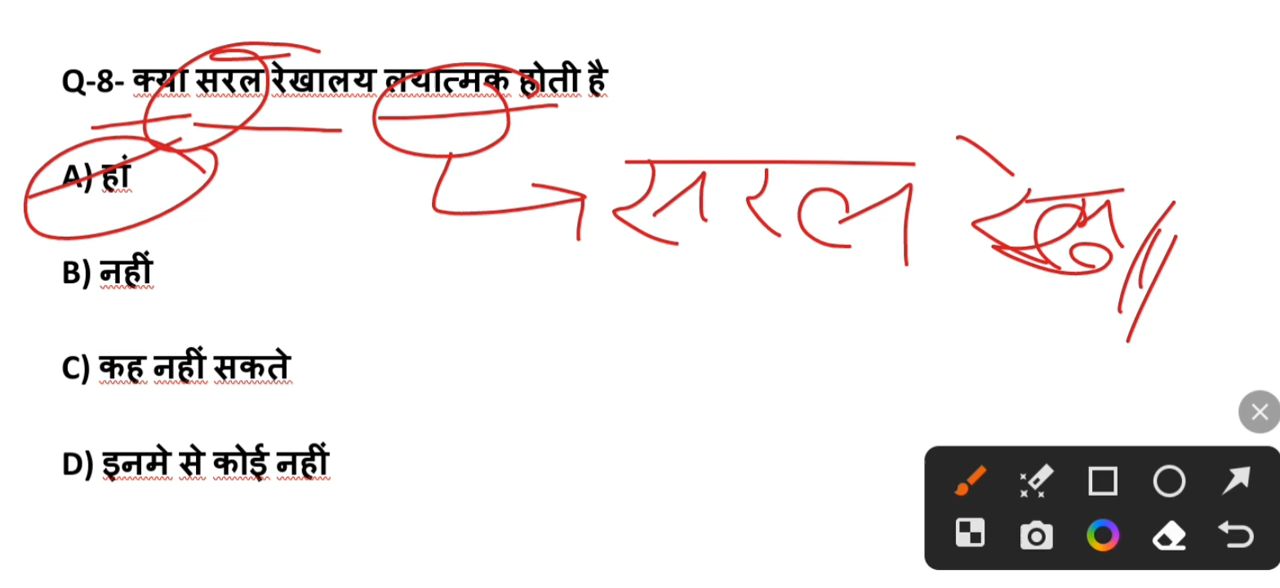 Q-8- क्या सरल रेखालय लयात्मक होती है
A) हां
सरल रेखा
B) नहीं
C) कह नहीं सकते
D) इनमे से कोई नहीं